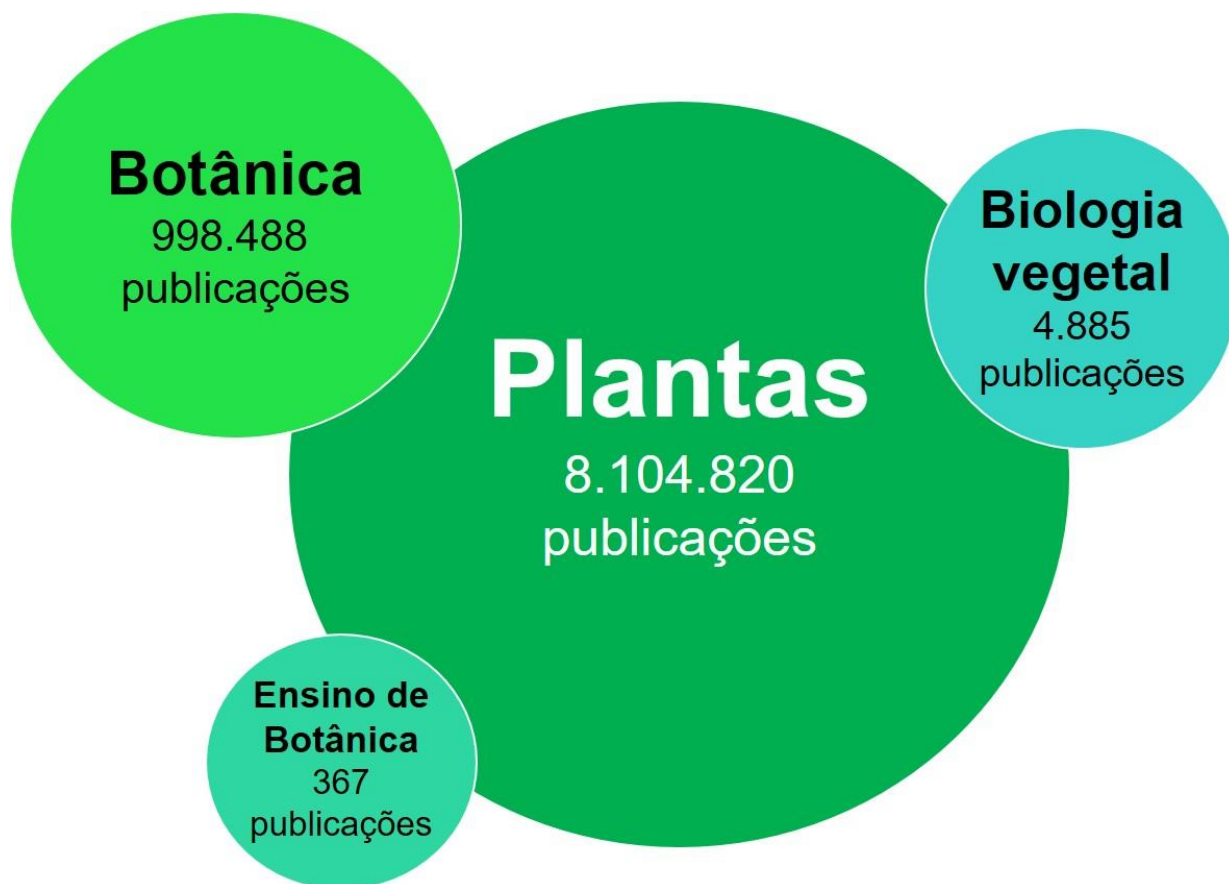 Botânica
998.488
publicações
Biologia
vegetal
4.885
publicações
Plantas
8.104.820
publicações
Ensino de
Botânica
367
publicações